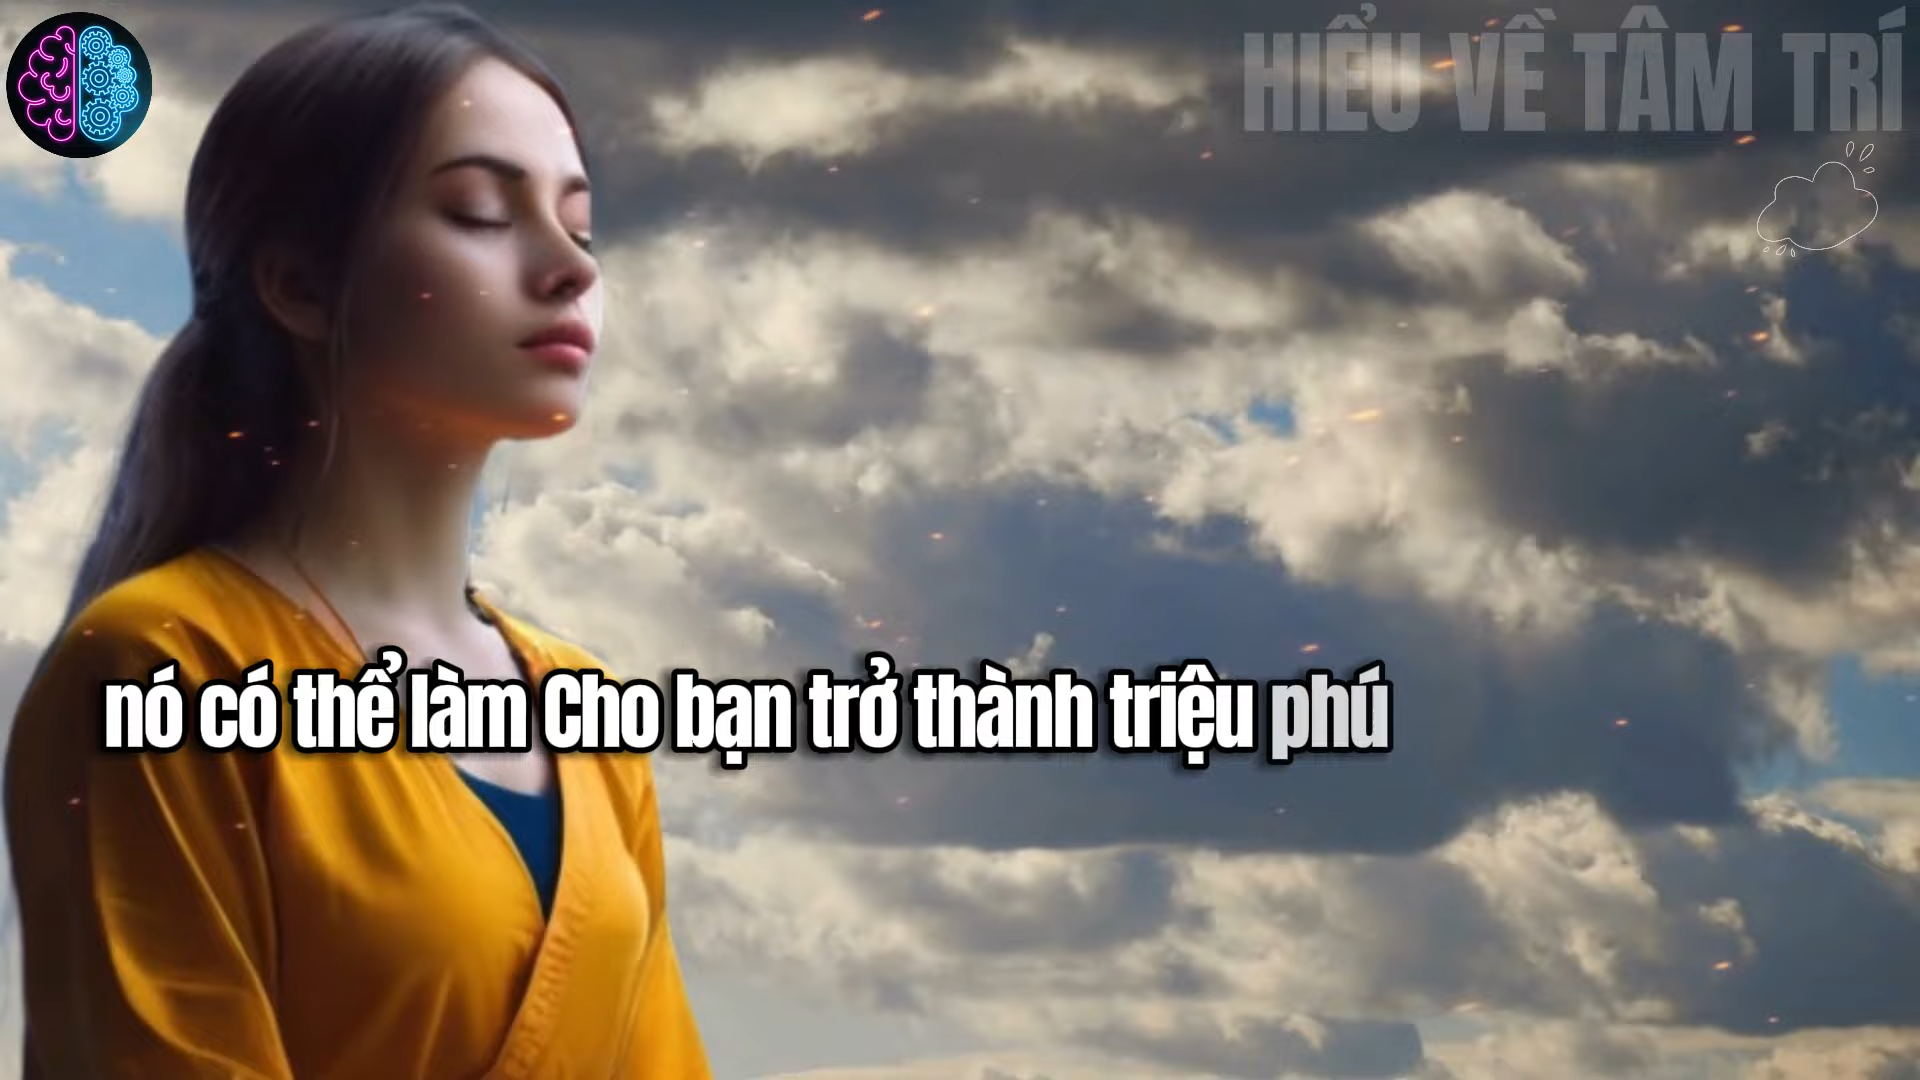 HIỂU VỀ TÂM TRÍ
nó có thể làm Cho bạn trở thành triệu phú